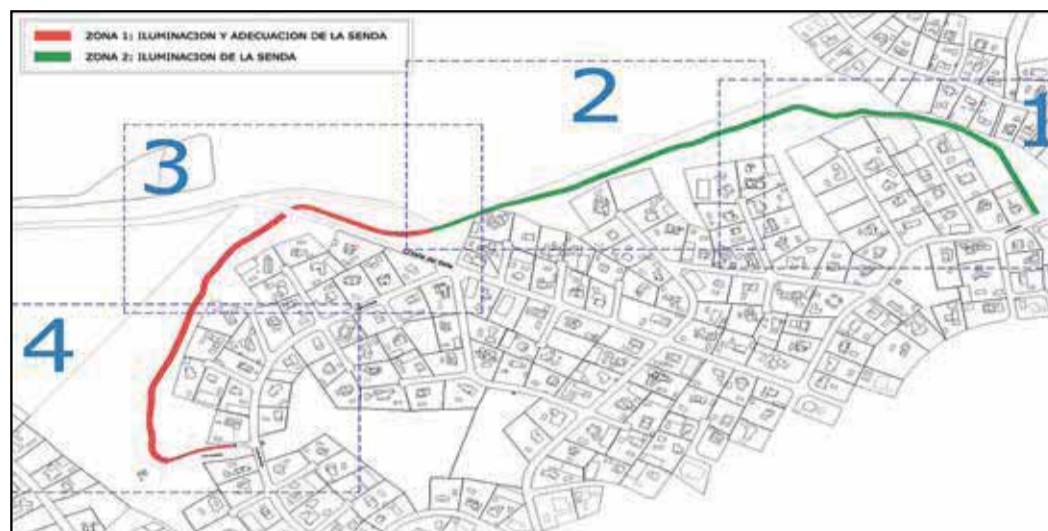 ZONA 1: ILUMINACION Y ADECUACION DE LA SENDA
ZONA 2: ILUMINACION DE LA SENDA
2
1
3
4